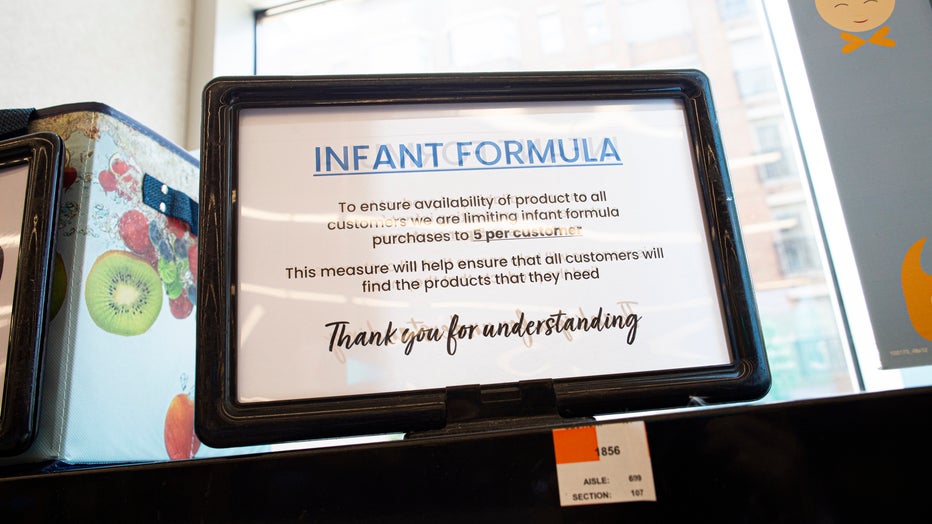 INFANT FORMULA
To ensure availability of product to all
customers we are limiting infant formula
purchases to 5 per customer
This measure will help ensure that all customers will
find the products that they need
Thank you for understanding
1856
AISLE: 699
SECTION: 107